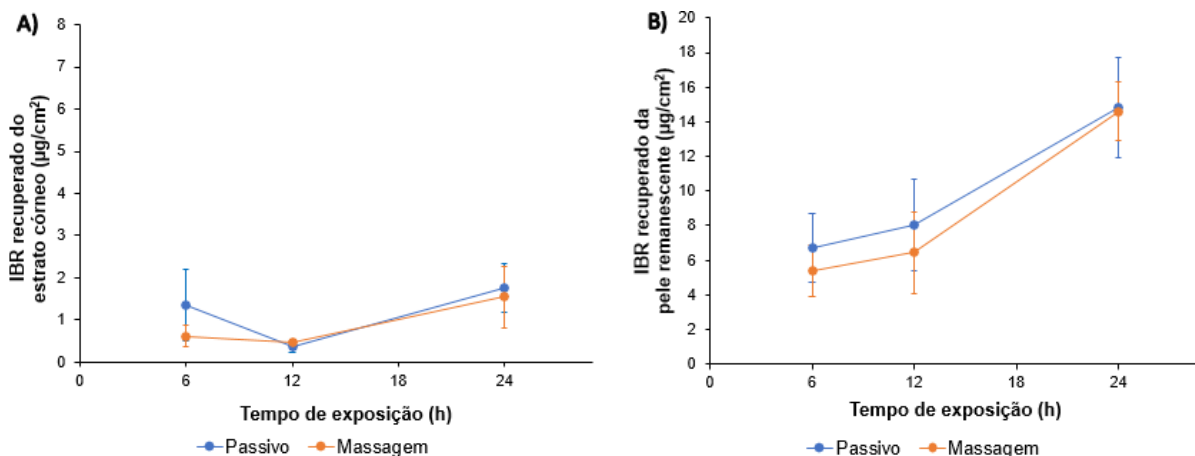 A)
IBR recuperado do
estrato córneo (µg/cm²)
8
7
6
5
4
3
2
1
0
0 6 12 18 24
Tempo de exposição (h)
Passivo Massagem
B)
IBR recuperado da
pele remanescente (µg/cm²)
20
18
16
14
12
10
8
6
4
2
0
0 6 12 18 24
Tempo de exposição (h)
Passivo Massagem